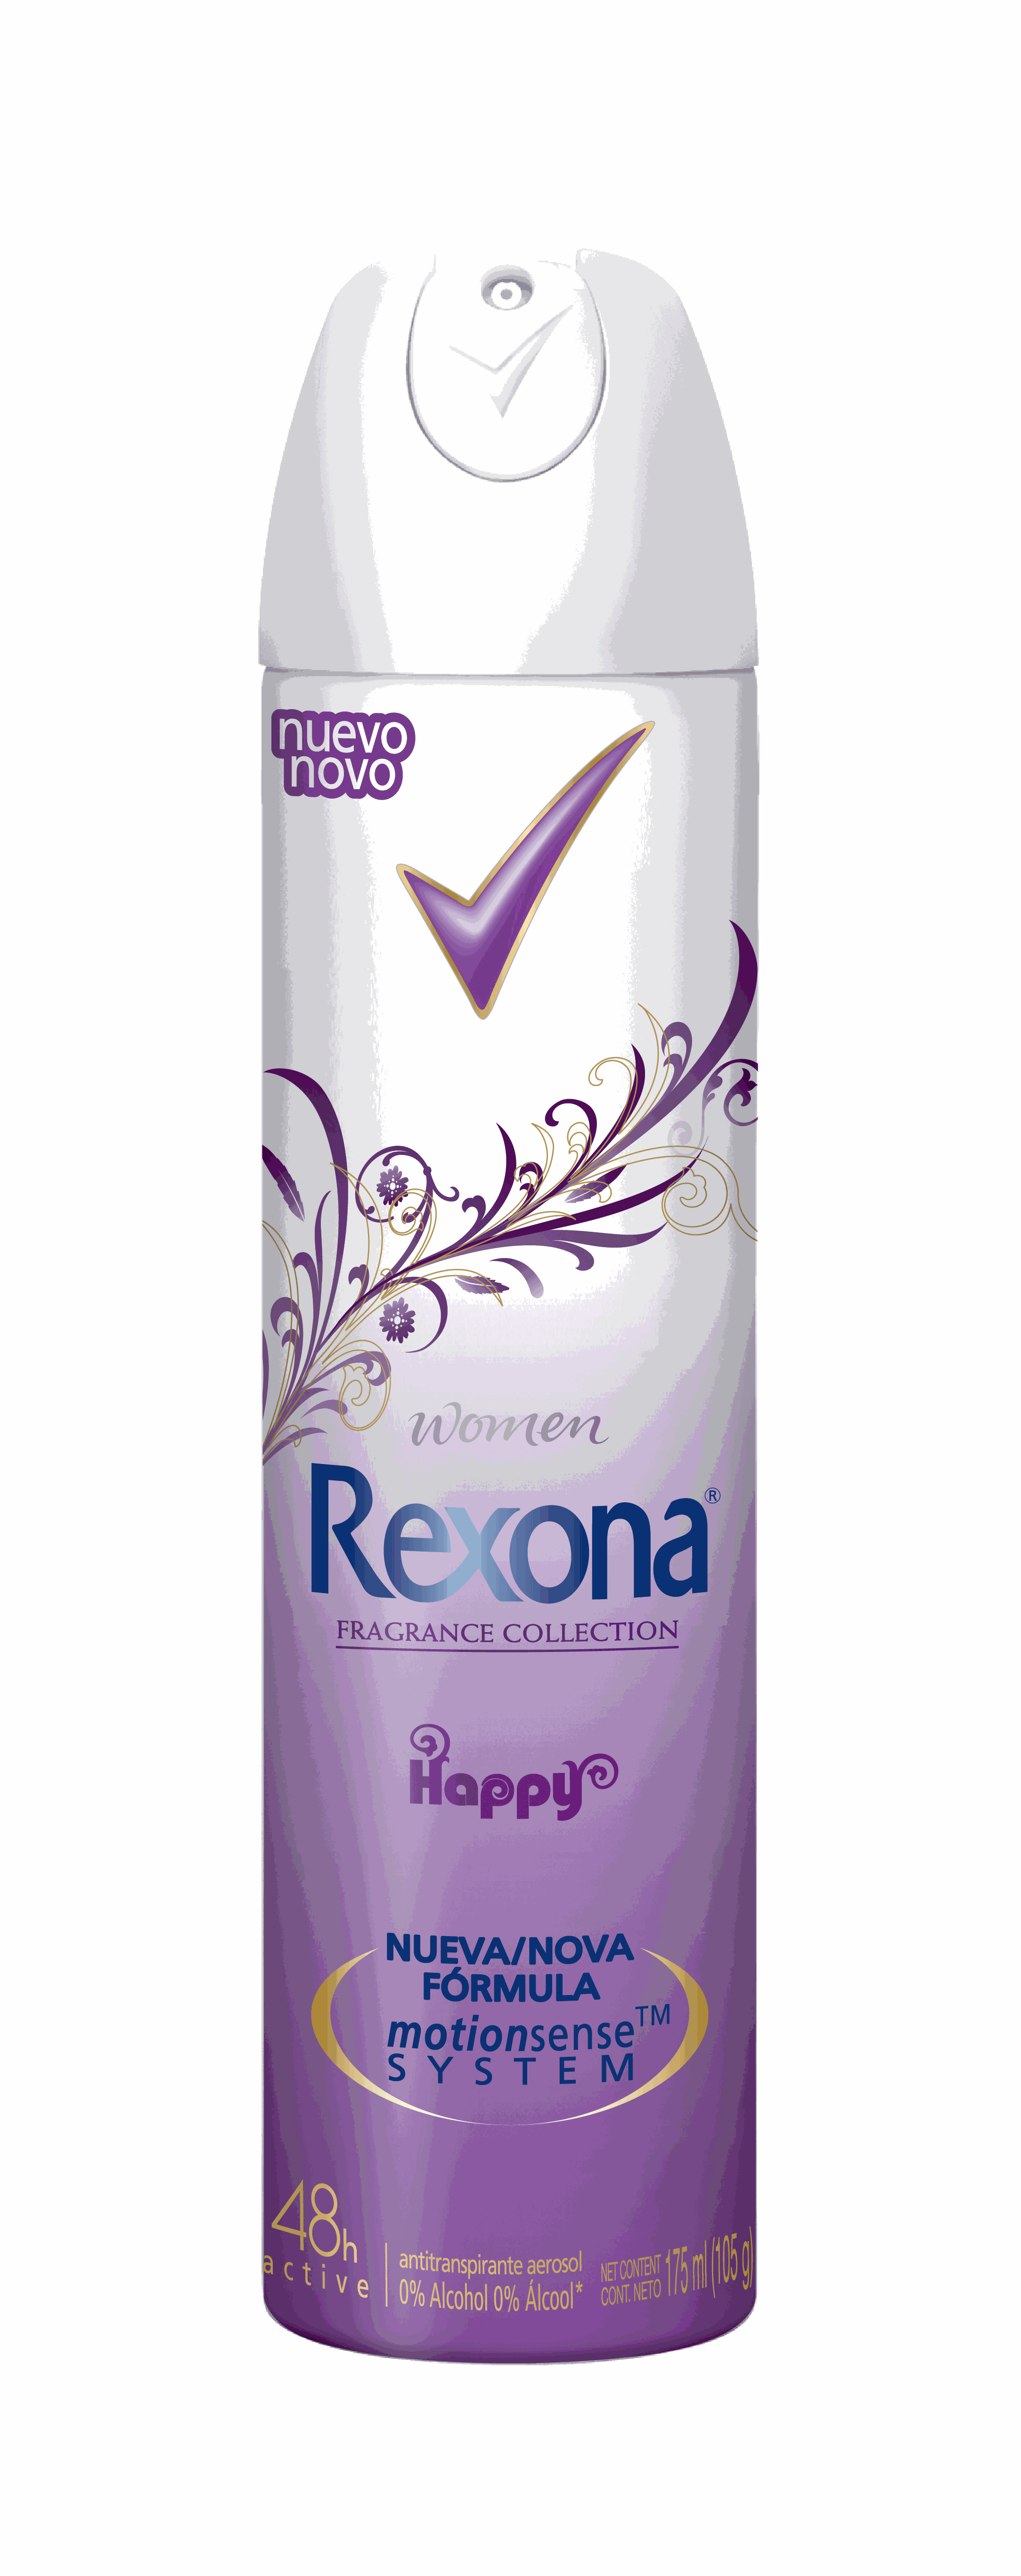 nuevo
novo
women
Rexona®
FRAGRANCE COLLECTION
Happy
NUEVA/NOVA
FÓRMULA
motionsense™
SYSTEM
48h
active
antitranspirante aerosol
0% Alcohol 0% Álcool*
NET CONTENT
CONT. NETO
175 ml (105 g)